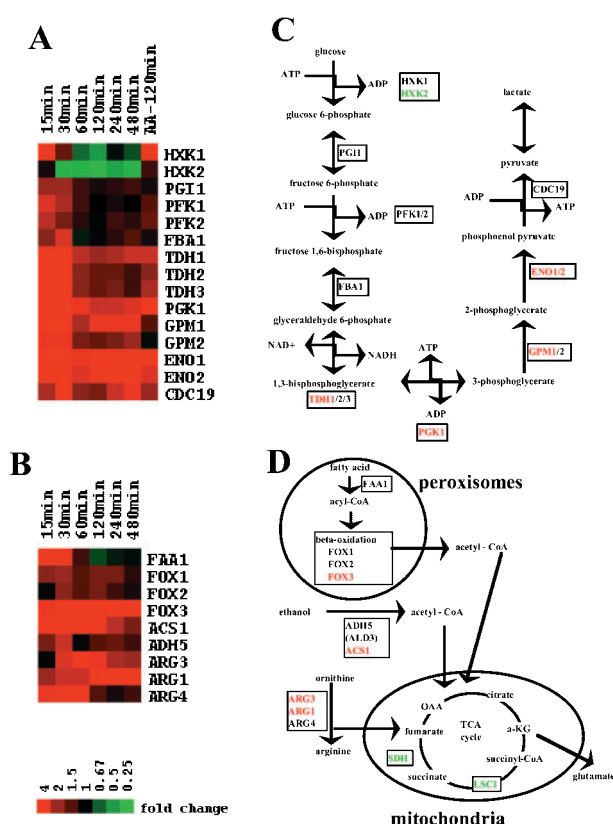 A
15min 30min 60min 120min 240min 480min AA-120min
HXK1
HXK2
PGI1
PFK1
PFK2
FBA1
TDH1
TDH2
TDH3
PGK1
GPM1
GPM2
ENO1
ENO2
CDC19
B
15min 30min 60min 120min 240min 480min
FAA1
FOX1
FOX2
FOX3
ACS1
ADH5
ARG3
ARG1
ARG4
4 2 1.5 1 0.67 0.5 0.25
fold change
C
glucose
ATP
ADP
HXK1
HXK2
glucose 6-phosphate
PGI1
fructose 6-phosphate
ATP
ADP
PFK1/2
fructose 1,6-bisphosphate
FBA1
glyceraldehyde 6-phosphate
NAD+
NADH
1,3-bisphosphoglycerate
TDH1/2/3
ATP
ADP
PGK1
3-phosphoglycerate
GPM1/2
2-phosphoglycerate
ENO1/2
phosphoenol pyruvate
ADP
ATP
CDC19
pyruvate
lactate
D
fatty acid
FAA1
peroxisomes
acyl-CoA
beta-oxidation
FOX1
FOX2
FOX3
acetyl - CoA
ethanol
acetyl - CoA
ADH5
(ALD3)
ACS1
ornithine
ARG3
ARG1
ARG4
arginine
citrate
OAA
TCA
cycle
a-KG
fumarate
succinyl-CoA
SDH
succinate
LSC1
glutamate
mitochondria